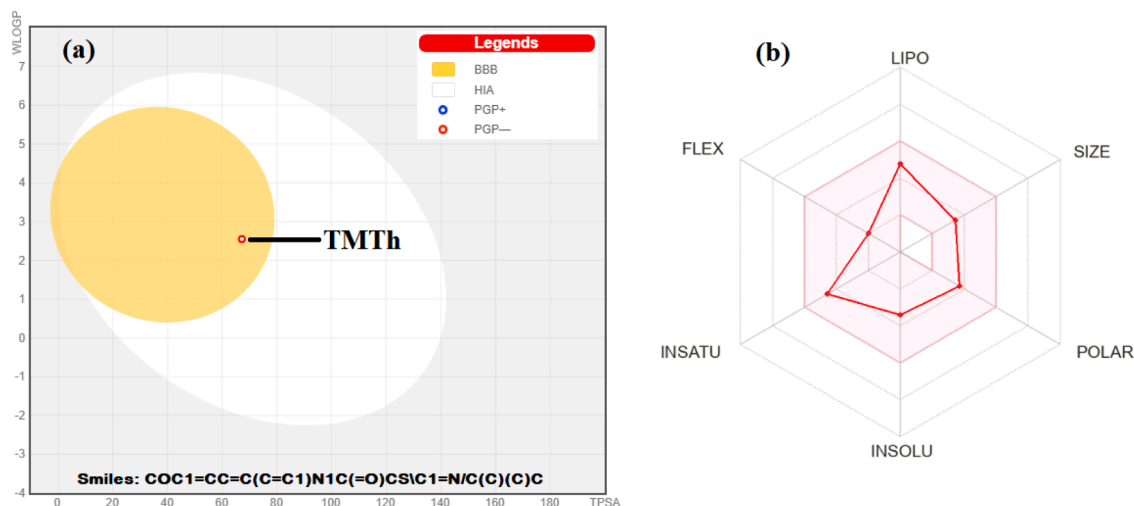 WLOGP
(a)
Legends
BBB
HIA
PGP+
PGP—
7
6
5
4
3
2
1
0
-1
-2
-3
-4
TMTh
Smiles: COC1=CC=C(C=C1)N1C(=O)CS\C1=N/C(C)(C)C
0 20 40 60 80 100 120 140 160 180 TPSA
(b)
LIPO
FLEX
SIZE
INSATU
POLAR
INSOLU